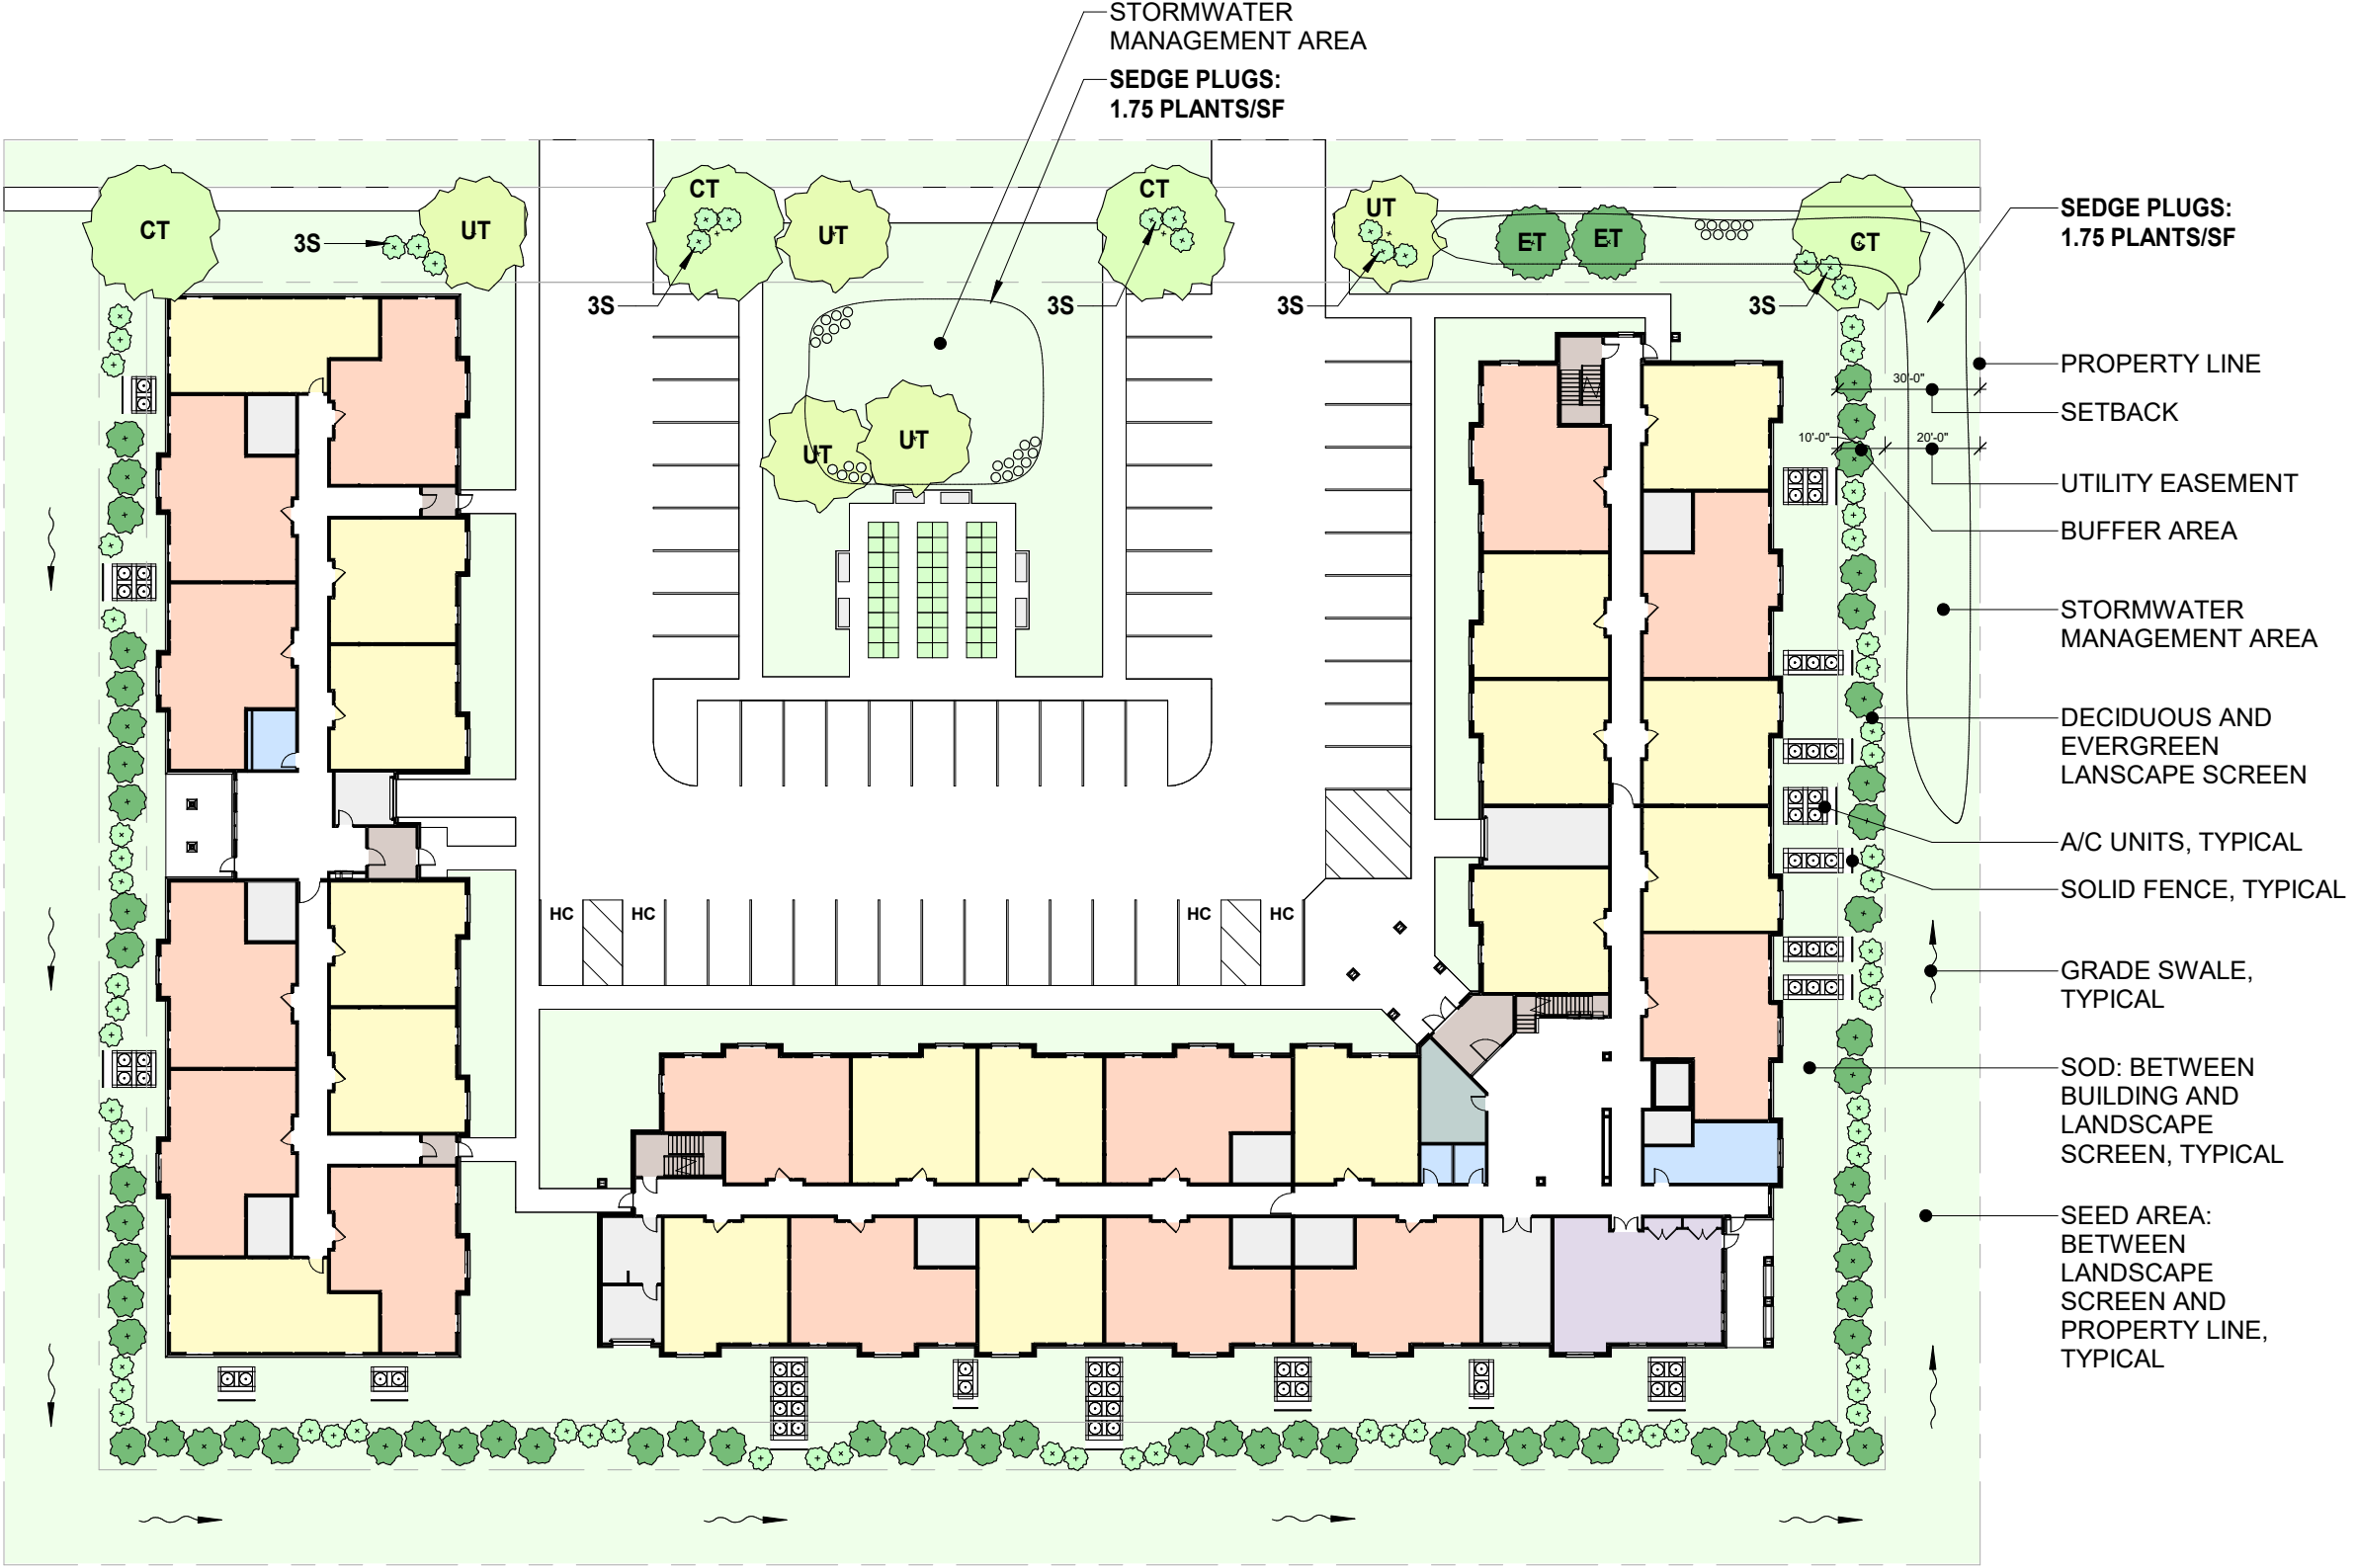 STORMWATER
MANAGEMENT AREA
SEDGE PLUGS:
1.75 PLANTS/SF
CT
UT
3S
CT
UT
CT
UT
ET
ET
CT
3S
3S
3S
3S
UT
UT
HC
HC
HC
HC
SEDGE PLUGS:
1.75 PLANTS/SF
PROPERTY LINE
30'-0"
SETBACK
10'-0"
20'-0"
UTILITY EASEMENT
BUFFER AREA
STORMWATER
MANAGEMENT AREA
DECIDUOUS AND
EVERGREEN
LANSCAPE SCREEN
A/C UNITS, TYPICAL
SOLID FENCE, TYPICAL
GRADE SWALE,
TYPICAL
SOD: BETWEEN
BUILDING AND
LANDSCAPE
SCREEN, TYPICAL
SEED AREA:
BETWEEN
LANDSCAPE
SCREEN AND
PROPERTY LINE,
TYPICAL